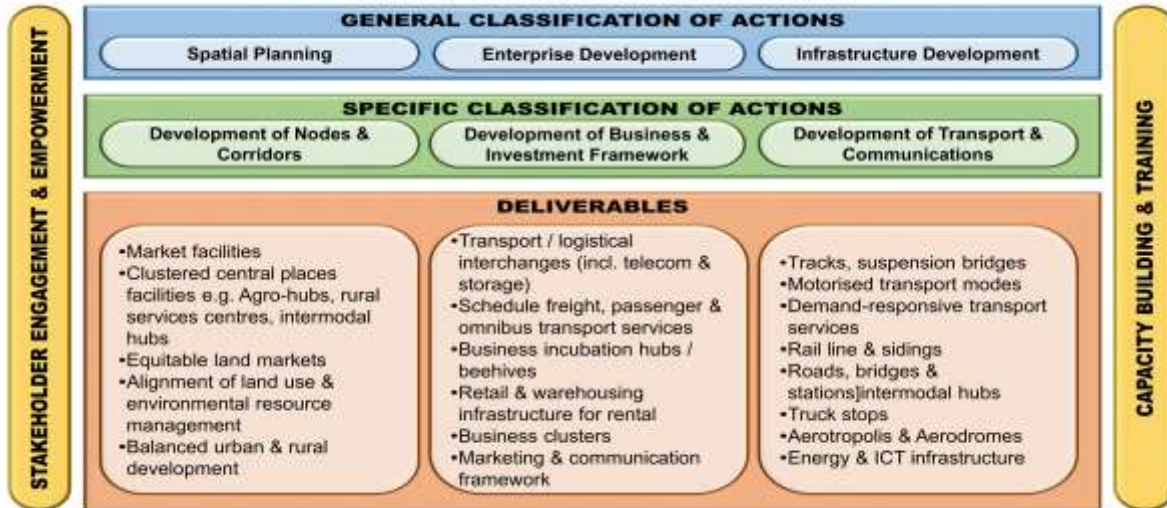 STAKEHOLDER ENGAGEMENT & EMPOWERMENT
GENERAL CLASSIFICATION OF ACTIONS
Spatial Planning
Enterprise Development
Infrastructure Development
SPECIFIC CLASSIFICATION OF ACTIONS
Development of Nodes &
Corridors
Development of Business &
Investment Framework
Development of Transport &
Communications
DELIVERABLES
•Market facilities
•Clustered central places
facilities e.g. Agro-hubs, rural
services centres, intermodal
hubs
•Equitable land markets
•Alignment of land use &
environmental resource
management
•Balanced urban & rural
development
•Transport / logistical
interchanges (incl. telecom &
storage)
•Schedule freight, passenger &
omnibus transport services
•Business incubation hubs /
beehives
•Retail & warehousing
infrastructure for rental
•Business clusters
•Marketing & communication
framework
•Tracks, suspension bridges
•Motorised transport modes
•Demand-responsive transport
services
•Rail line & sidings
•Roads, bridges &
stations]intermodal hubs
•Truck stops
•Aerotropolis & Aerodromes
•Energy & ICT infrastructure
CAPACITY BUILDING & TRAINING